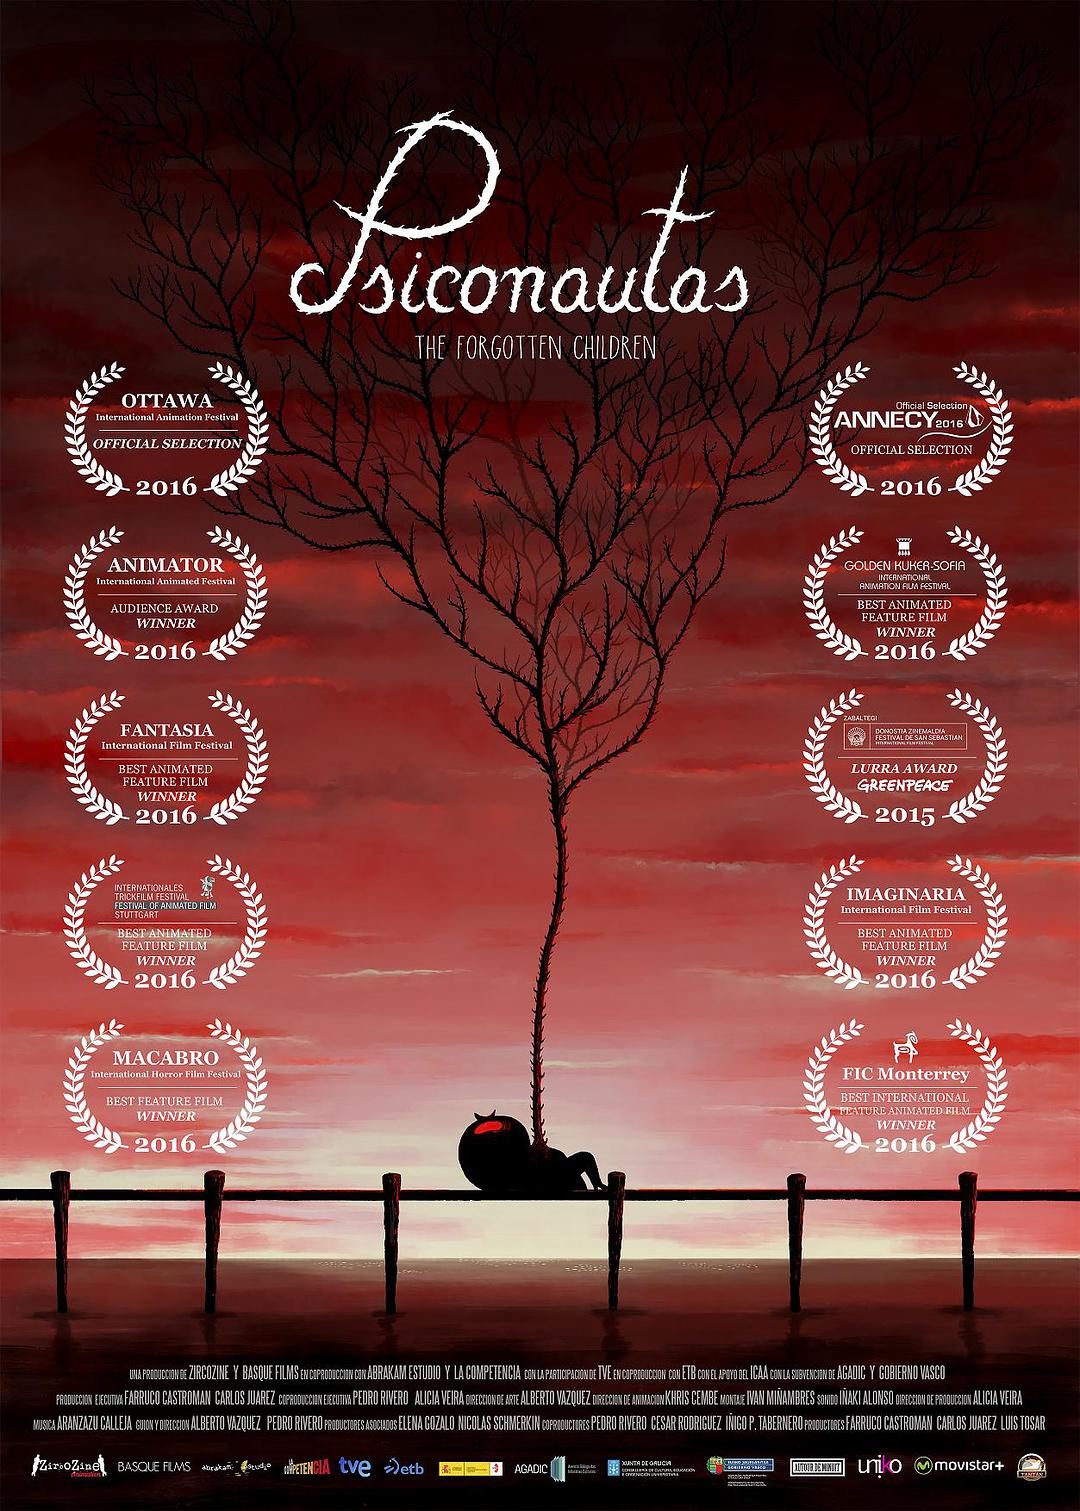 Psiconautas
THE FORGOTTEN CHILDREN
OTTAWA
International Animation Festival
OFFICIAL SELECTION
2016
ANIMATOR
International Animated Festival
AUDIENCE AWARD
WINNER
2016
FANTASIA
International Film Festival
BEST ANIMATED
FEATURE FILM
WINNER
2016
INTERNATIONALES
TRICKFILM FESTIVAL
FESTIVAL OF ANIMATED FILM
STUTTGART
BEST ANIMATED
FEATURE FILM
WINNER
2016
MACABRO
International Horror Film Festival
BEST FEATURE FILM
WINNER
2016
Official Selection
ANNECY 2016
OFFICIAL SELECTION
2016
GOLDEN KUKER-SOFIA
INTERNATIONAL
ANIMATION FILM FESTIVAL
BEST ANIMATED
FEATURE FILM
WINNER
2016
ZABALTEGI
DONOSTIA ZINEMALDIA
FESTIVAL DE SAN SEBASTIAN
INTERNATIONAL FILM FESTIVAL
LURRA AWARD
GREENPEACE
2015
IMAGINARIA
International Film Festival
BEST ANIMATED
FEATURE FILM
WINNER
2016
FIC Monterrey
BEST INTERNATIONAL
FEATURE ANIMATED FILM
WINNER
2016
UNA PRODUCCION DE ZIRCOZINE Y BASQUE FILMS EN COPRODUCCION CON ABRAKAM ESTUDIO Y LA COMPETENCIA CON LA PARTICIPACION DE TVE EN COPRODUCCION CON ETB CON EL APOYO DEL ICAA CON LA SUBVENCION DE AGADIC Y GOBIERNO VASCO
PRODUCCION EJECUTIVA FARRUCO CASTROMAN CARLOS JUAREZ COPRODUCCION EJECUTIVA PEDRO RIVERO ALICIA VEIRA DIRECCION DE ARTE ALBERTO VAZQUEZ DIRECCION DE ANIMACION KHRIS CEMBE MONTAJE IVAN MIÑAMBRES SONIDO IÑAKI ALONSO DIRECCION DE PRODUCCION ALICIA VEIRA
MUSICA ARANZAZU CALLEJA GUION Y DIRECCION ALBERTO VAZQUEZ PEDRO RIVERO PRODUCTORES ASOCIADOS ELENA GOZALO NICOLAS SCHMERKIN COPRODUCTORES PEDRO RIVERO CESAR RODRIGUEZ IÑIGO P. TABERNERO PRODUCTORES FARRUCO CASTROMAN CARLOS JUAREZ LUIS TOSAR
ZircoZine Animation BASQUE FILMS abrakam estudio LA COMPETENCIA tve etb AGADIC XUNTA DE GALICIA AUTOUR DE MINUIT uniko movistar+